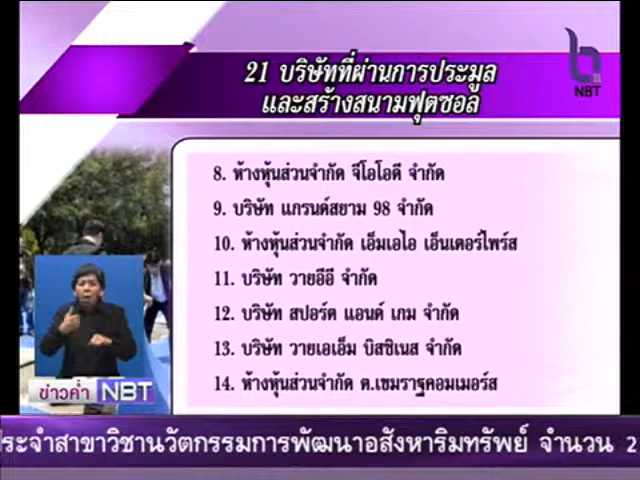 21 บริษัทที่ผ่านการประมูล
และสร้างสนามฟุตซอล
NBT
8. ห้างหุ้นส่วนจำกัด จีโอโอดี จำกัด
9. บริษัท แกรนด์สยาม 98 จำกัด
10. ห้างหุ้นส่วนจำกัด เอ็มเอไอ เอ็นเตอร์ไพร์ส
11. บริษัท วายอีอี จำกัด
12. บริษัท สปอร์ต แอนด์ เกม จำกัด
13. บริษัท วายเอเอ็ม บิสซิเนส จำกัด
14. ห้างหุ้นส่วนจำกัด ด.เขมราฐคอมเมอร์ส
ข่าวค่ำ NBT
ประจำสาขาวิชานวัตกรรมการพัฒนาอสังหาริมทรัพย์ จำนวน 2